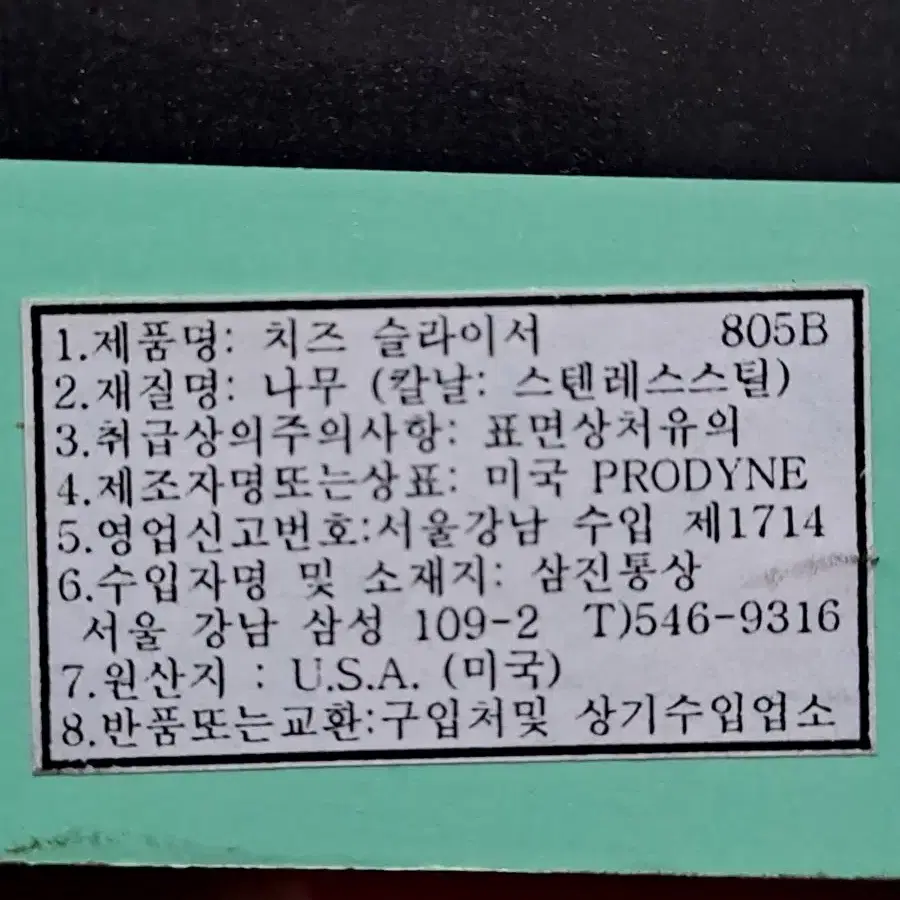 1.제품명: 치즈 슬라이서 805B
2.재질명: 나무 (칼날: 스텐레스스틸)
3.취급상의주의사항: 표면상처유의
4.제조자명또는상표: 미국 PRODYNE
5.영업신고번호:서울강남 수입 제1714
6.수입자명 및 소재지: 삼진통상
서울 강남 삼성 109-2 T)546-9316
7.원산지 : U.S.A. (미국)
8.반품또는교환:구입처및 상기수입업소